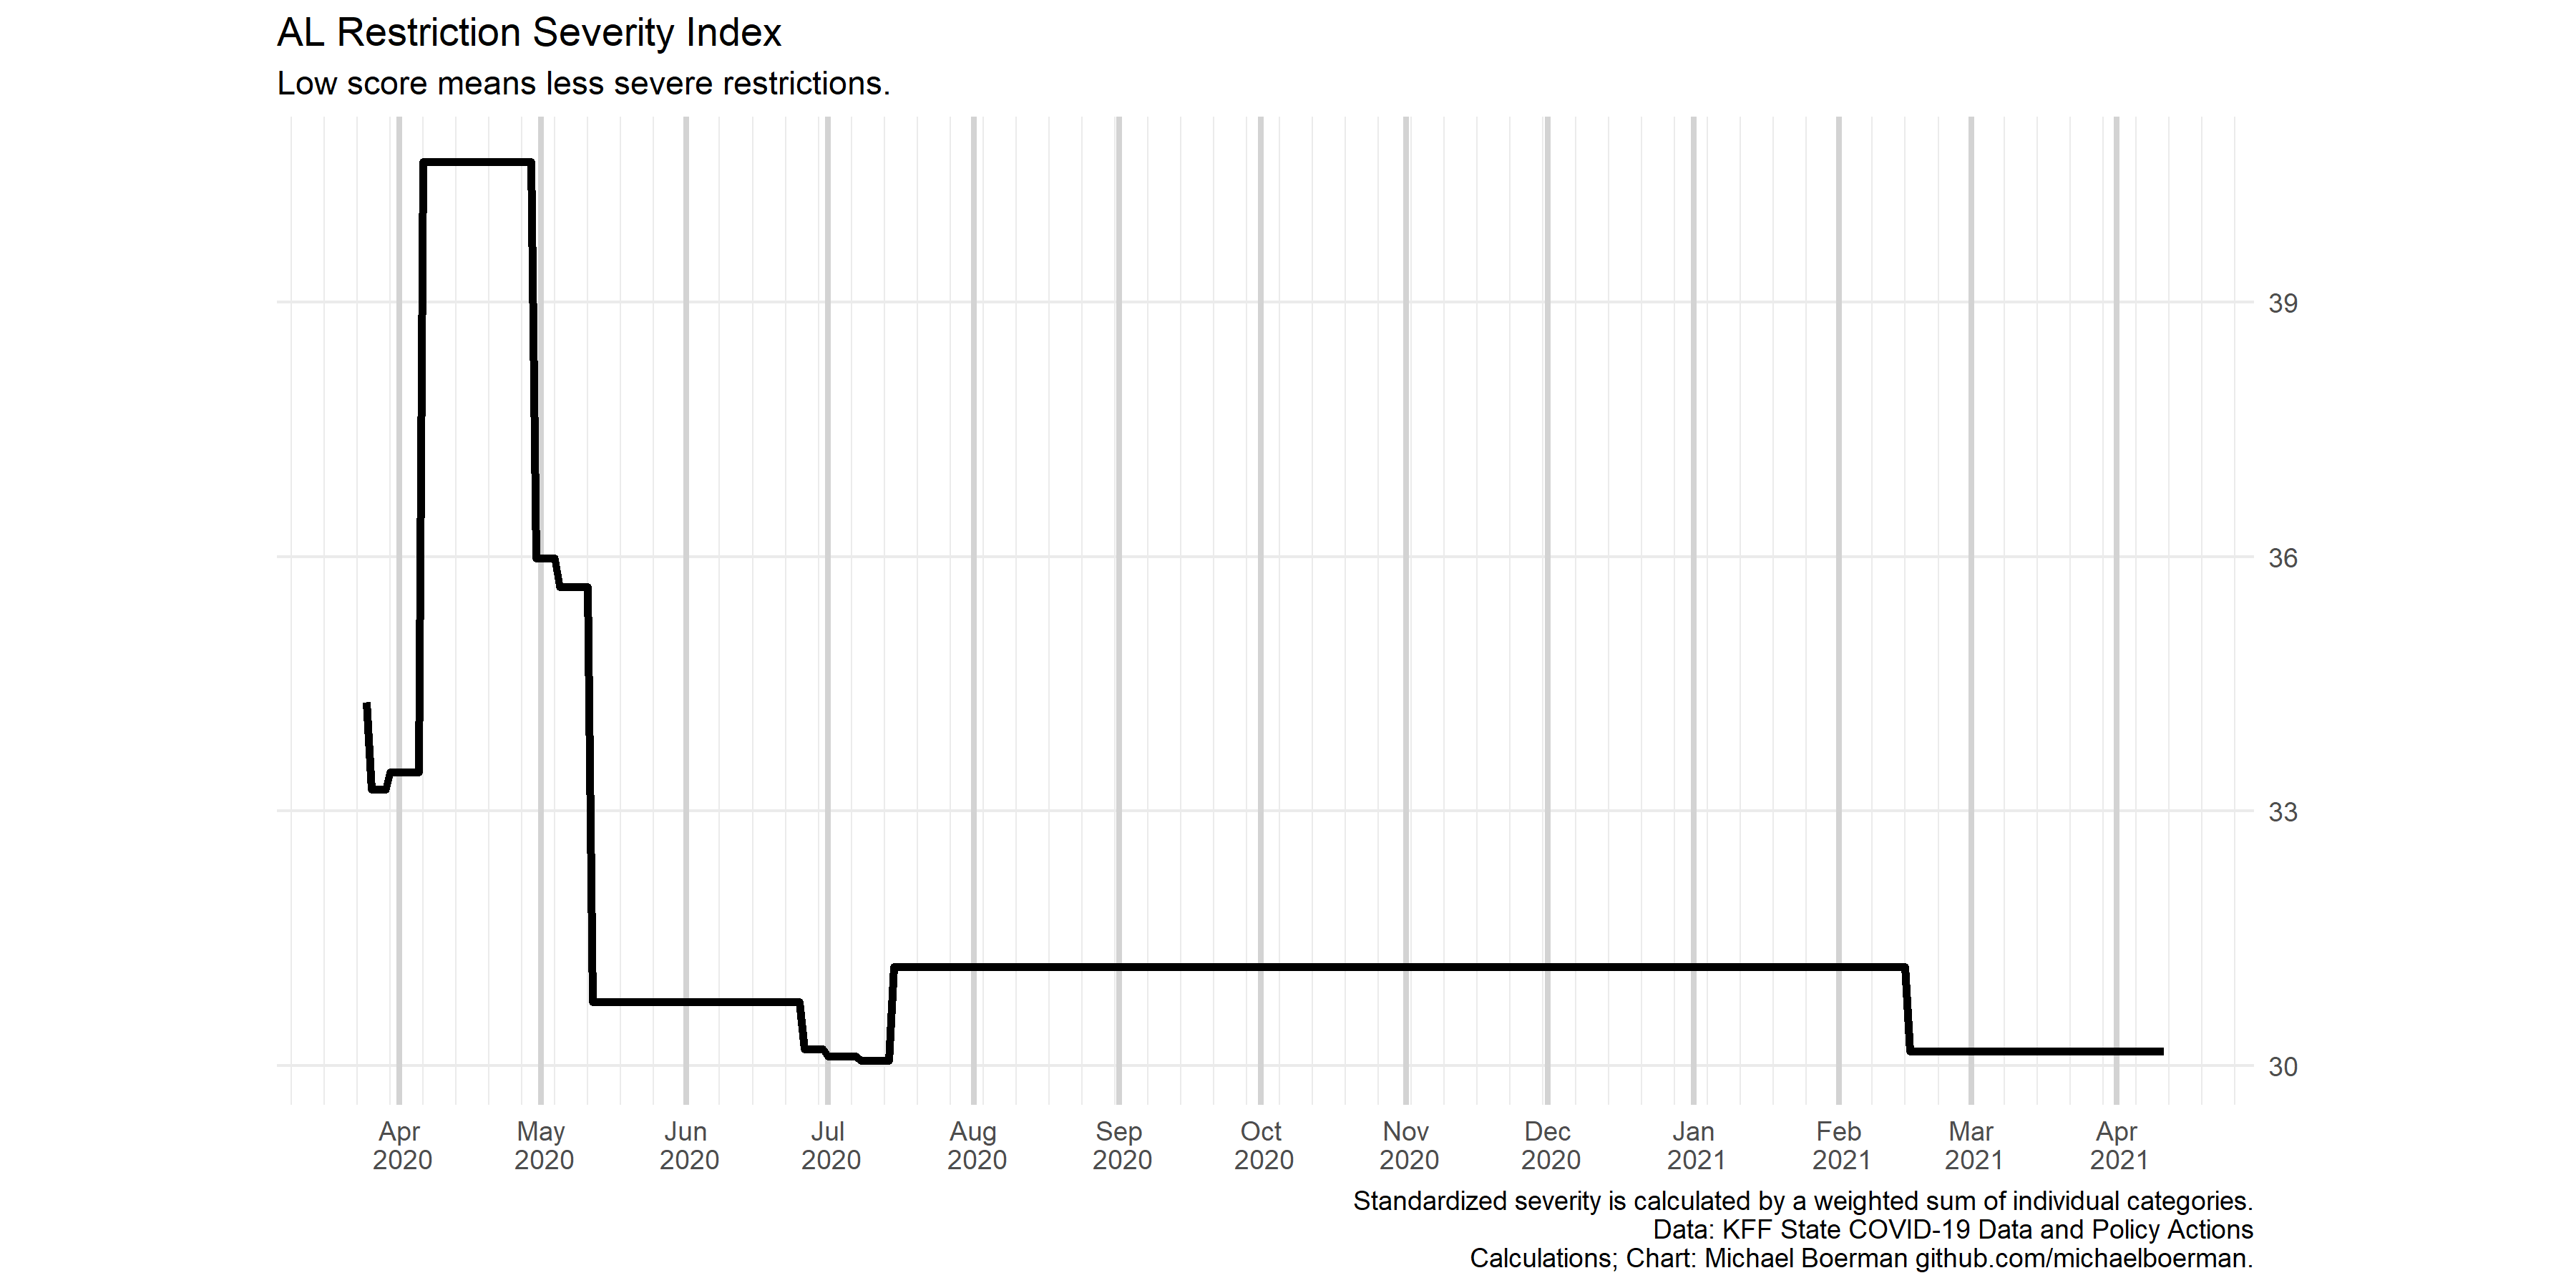 AL Restriction Severity Index
Low score means less severe restrictions.
39
36
33
30
Apr May Jun Jul Aug Sep Oct Nov Dec Jan Feb Mar Apr
2020 2020 2020 2020 2020 2020 2020 2020 2020 2021 2021 2021 2021
Standardized severity is calculated by a weighted sum of individual categories.
Data: KFF State COVID-19 Data and Policy Actions
Calculations; Chart: Michael Boerman github.com/michaelboerman.